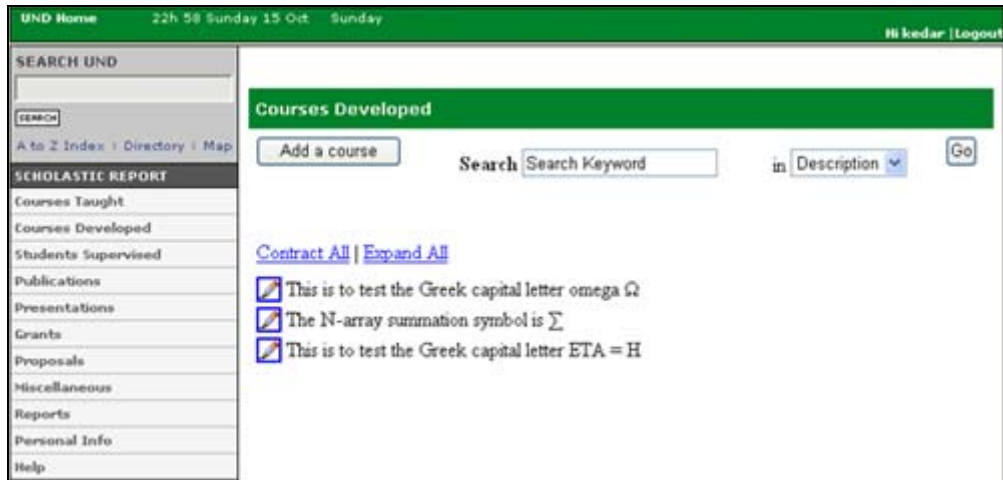 UND Home 22h 58 Sunday 15 Oct Sunday
Hi kedar |Logout
SEARCH UND
SEARCH
A to Z Index | Directory | Map
SCHOLASTIC REPORT
Courses Taught
Courses Developed
Students Supervised
Publications
Presentations
Grants
Proposals
Miscellaneous
Reports
Personal Info
Help
Courses Developed
Add a course Search Search Keyword in Description Go
Contract All | Expand All
This is to test the Greek capital letter omega Ω
The N-array summation symbol is ∑
This is to test the Greek capital letter ETA = Η